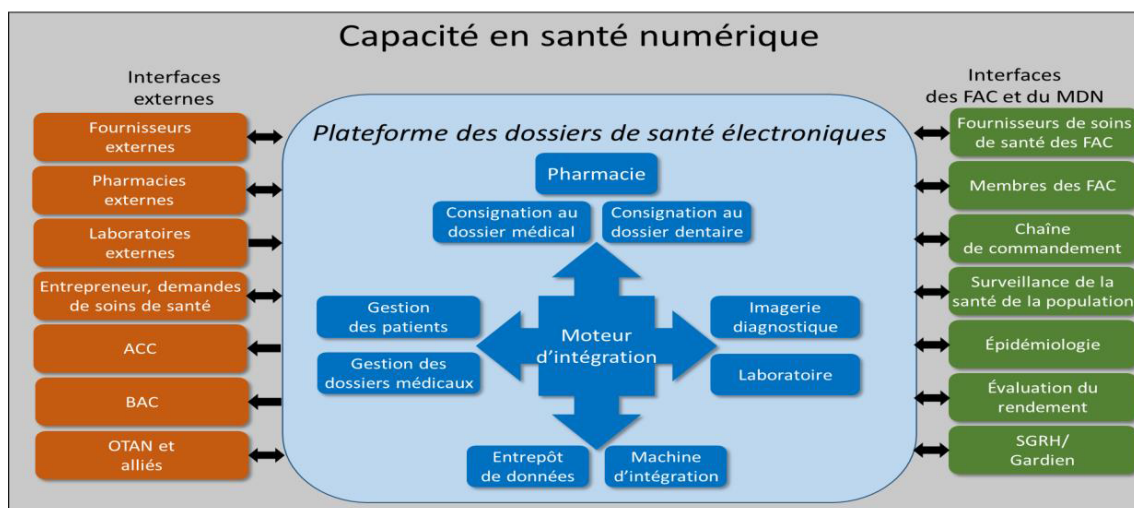 Capacité en santé numérique
Interfaces
externes
Fournisseurs
externes
Pharmacies
externes
Laboratoires
externes
Entrepreneur, demandes
de soins de santé
ACC
BAC
OTAN et
alliés
Plateforme des dossiers de santé électroniques
Pharmacie
Consignation au
dossier médical
Consignation au
dossier dentaire
Gestion
des patients
Gestion des
dossiers médicaux
Moteur
d'intégration
Imagerie
diagnostique
Laboratoire
Entrepôt
de données
Machine
d'intégration
Interfaces
des FAC et du MDN
Fournisseurs de soins
de santé des FAC
Membres des FAC
Chaîne
de commandement
Surveillance de la
santé de la population
Épidémiologie
Évaluation du
rendement
SGRH/
Gardien